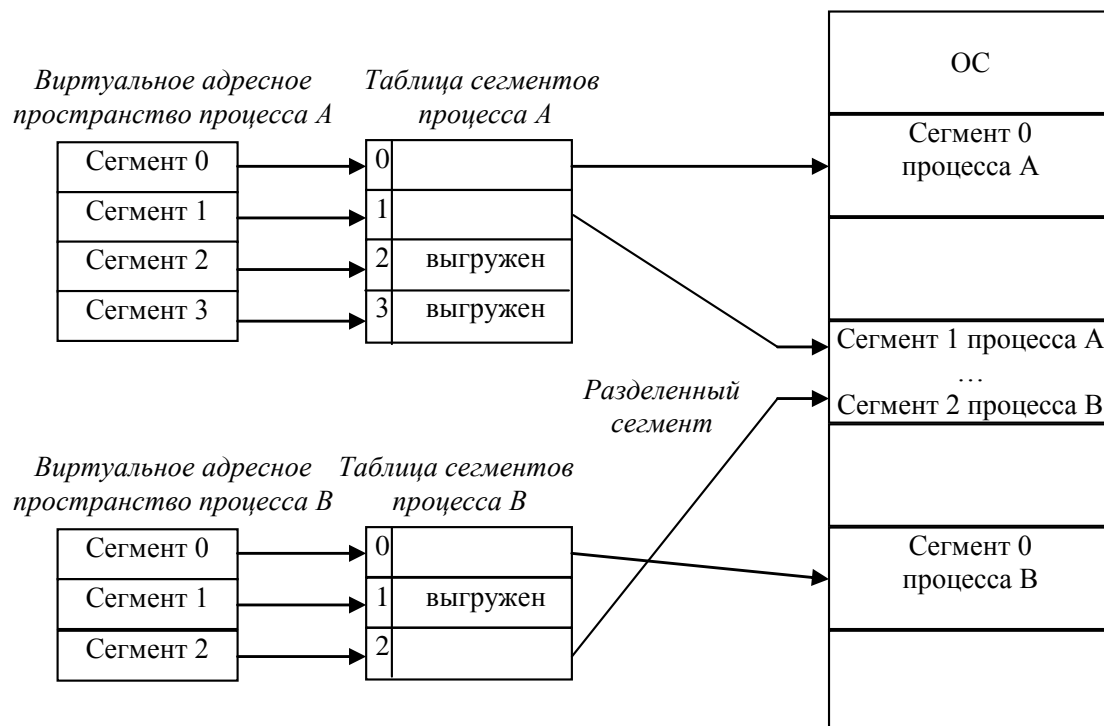 Виртуальное адресное
пространство процесса A
Таблица сегментов
процесса A
Сегмент 0
Сегмент 1
Сегмент 2
Сегмент 3
0
1
2 выгружен
3 выгружен
ОС
Сегмент 0
процесса A
Сегмент 1 процесса A
…
Сегмент 2 процесса B
Сегмент 0
процесса B
Разделенный
сегмент
Виртуальное адресное
пространство процесса B
Таблица сегментов
процесса B
Сегмент 0
Сегмент 1
Сегмент 2
0
1 выгружен
2